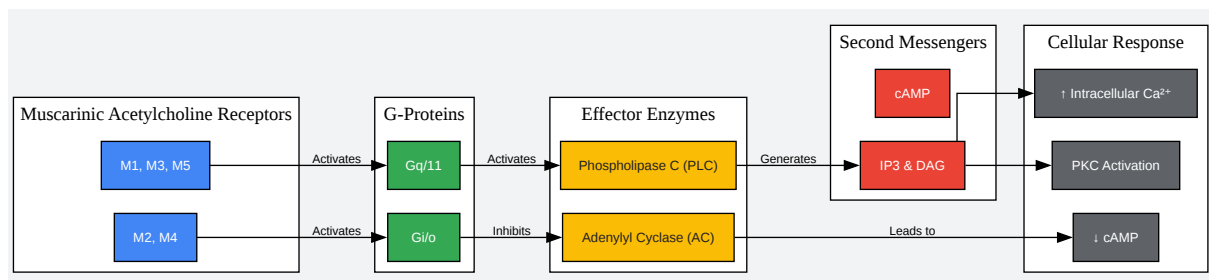 Second Messengers
Cellular Response
cAMP
↑ Intracellular Ca²⁺
Muscarinic Acetylcholine Receptors
G-Proteins
Effector Enzymes
M1, M3, M5
Activates
Gq/11
Activates
Phospholipase C (PLC)
Generates
IP3 & DAG
PKC Activation
M2, M4
Activates
Gi/o
Inhibits
Adenylyl Cyclase (AC)
Leads to
↓ cAMP